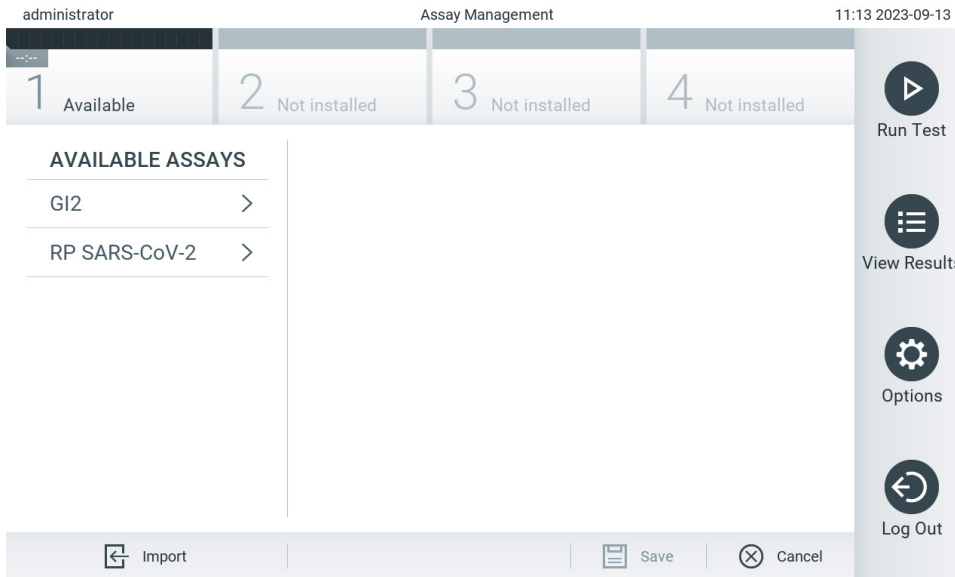 administrator Assay Management 11:13 2023-09-13
--:--
1 Available 2 Not installed 3 Not installed 4 Not installed
Run Test
AVAILABLE ASSAYS
GI2
RP SARS-CoV-2
View Results
Options
Log Out
Import Save Cancel